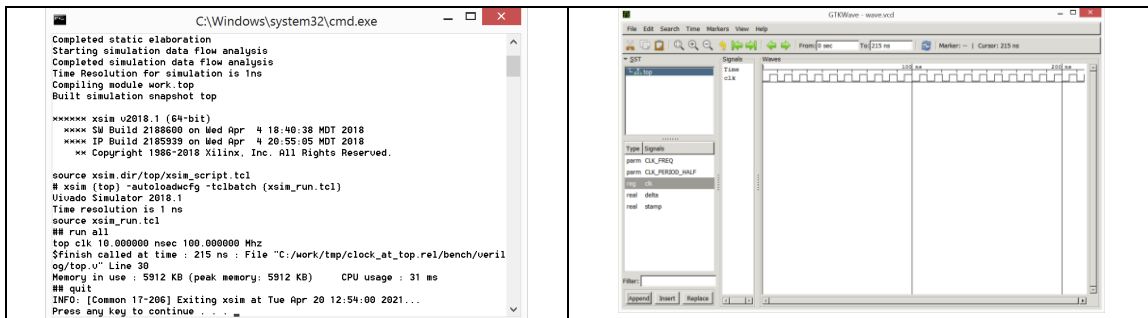 C:\Windows\system32\cmd.exe
Completed static elaboration
Starting simulation data flow analysis
Completed simulation data flow analysis
Time Resolution for simulation is 1ns
Compiling module work.top
Built simulation snapshot top
****** xsim v2018.1 (64-bit)
**** SW Build 2188600 on Wed Apr  4 18:40:38 MDT 2018
**** IP Build 2185939 on Wed Apr  4 20:55:05 MDT 2018
** Copyright 1986-2018 Xilinx, Inc. All Rights Reserved.
source xsim.dir/top/xsim_script.tcl
# xsim {top} -autoloadwcfg -tclbatch {xsim_run.tcl}
Vivado Simulator 2018.1
Time resolution is 1 ns
source xsim_run.tcl
## run all
top clk 10.000000 nsec 100.000000 Mhz
$finish called at time : 215 ns : File "C:/work/tmp/clock_at_top.rel/bench/veril
og/top.v" Line 30
Memory in use : 5912 KB (peak memory: 5912 KB)     CPU usage : 31 ms
## quit
INFO: [Common 17-206] Exiting xsim at Tue Apr 20 12:54:00 2021...
Press any key to continue . . .
GTKWave - wave.vcd
File Edit Search Time Markers View Help
From: 0 sec To: 215 ns Marker: -- | Cursor: 215 ns
SST Signals Waves
top Time 100 ns 200 ns
clk
Type Signals
parm CLK_FREQ
parm CLK_PERIOD_HALF
reg clk
real delta
real stamp
Filter:
Append Insert Replace